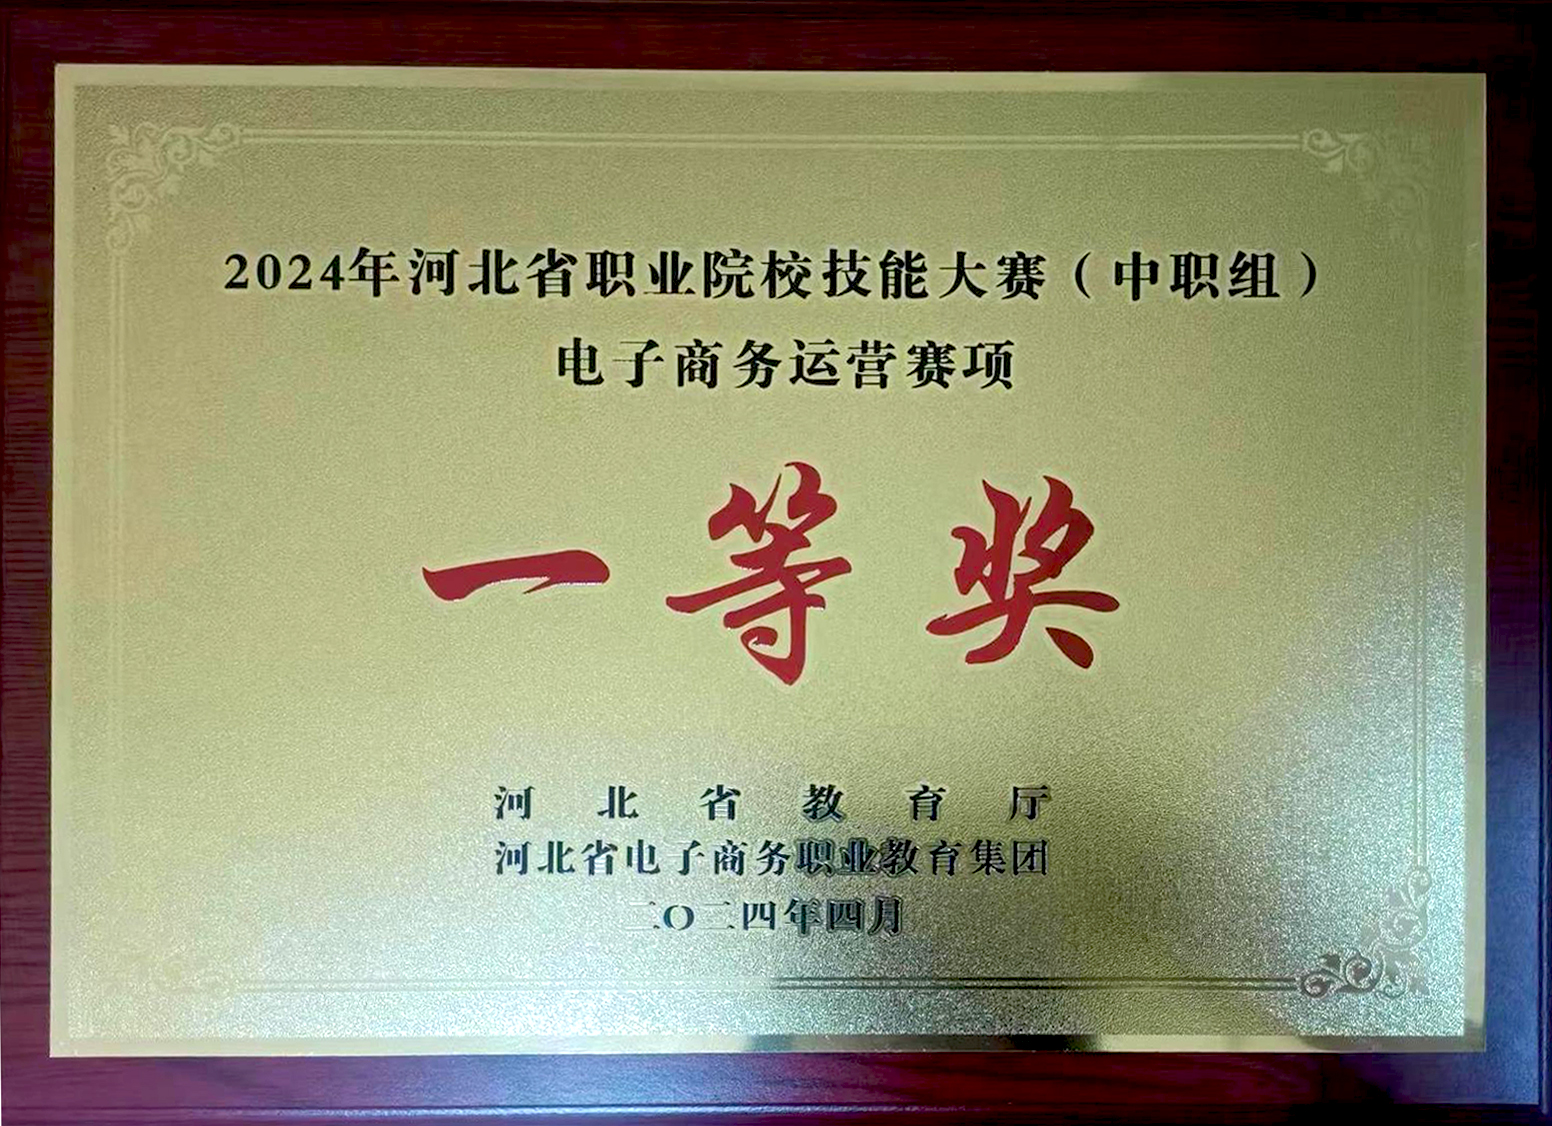 2024年河北省职业院校技能大赛（中职组）
电子商务运营赛项
一等奖
河北省教育厅
河北省电子商务职业教育集团
二〇二四年四月